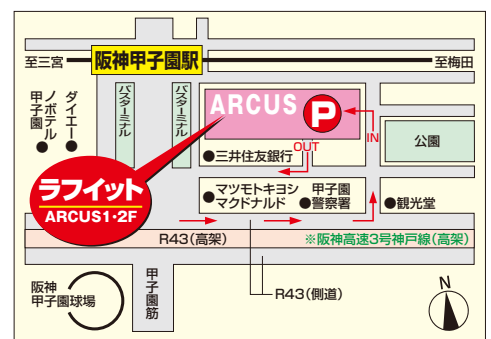 阪神甲子園駅
至三宮
至梅田
バスターミナル
バスターミナル
ARCUS
P
IN
OUT
公園
ダイエー
ノボテル
甲子園
三井住友銀行
ラフイット
ARCUS1・2F
マツモトキヨシ
マクドナルド
甲子園
警察署
観光堂
R43(高架)
※阪神高速3号神戸線(高架)
阪神
甲子園球場
甲子園筋
R43(側道)
N